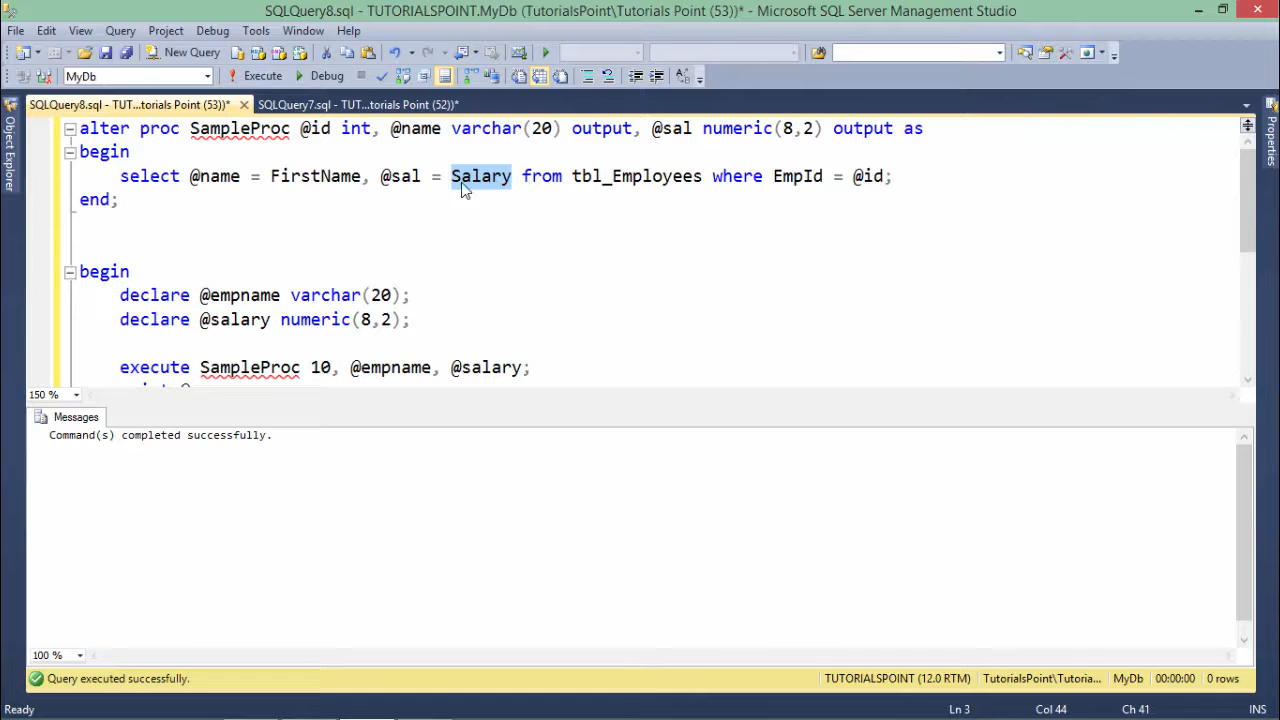 SQLQuery8.sql - TUTORIALSPOINT.MyDb (TutorialsPoint\Tutorials Point (53))* - Microsoft SQL Server Management Studio
File Edit View Query Project Debug Tools Window Help
New Query
MyDb Execute Debug
SQLQuery8.sql - TUT...torials Point (53))* SQLQuery7.sql - TUT...torials Point (52))*
Object Explorer
Properties
alter proc SampleProc @id int, @name varchar(20) output, @sal numeric(8,2) output as
begin
select @name = FirstName, @sal = Salary from tbl_Employees where EmpId = @id;
end;
begin
declare @empname varchar(20);
declare @salary numeric(8,2);
execute SampleProc 10, @empname, @salary;
150 %
Messages
Command(s) completed successfully.
100 %
Query executed successfully. TUTORIALSPOINT (12.0 RTM) TutorialsPoint\Tutoria... MyDb 00:00:00 0 rows
Ready Ln 3 Col 44 Ch 41 INS